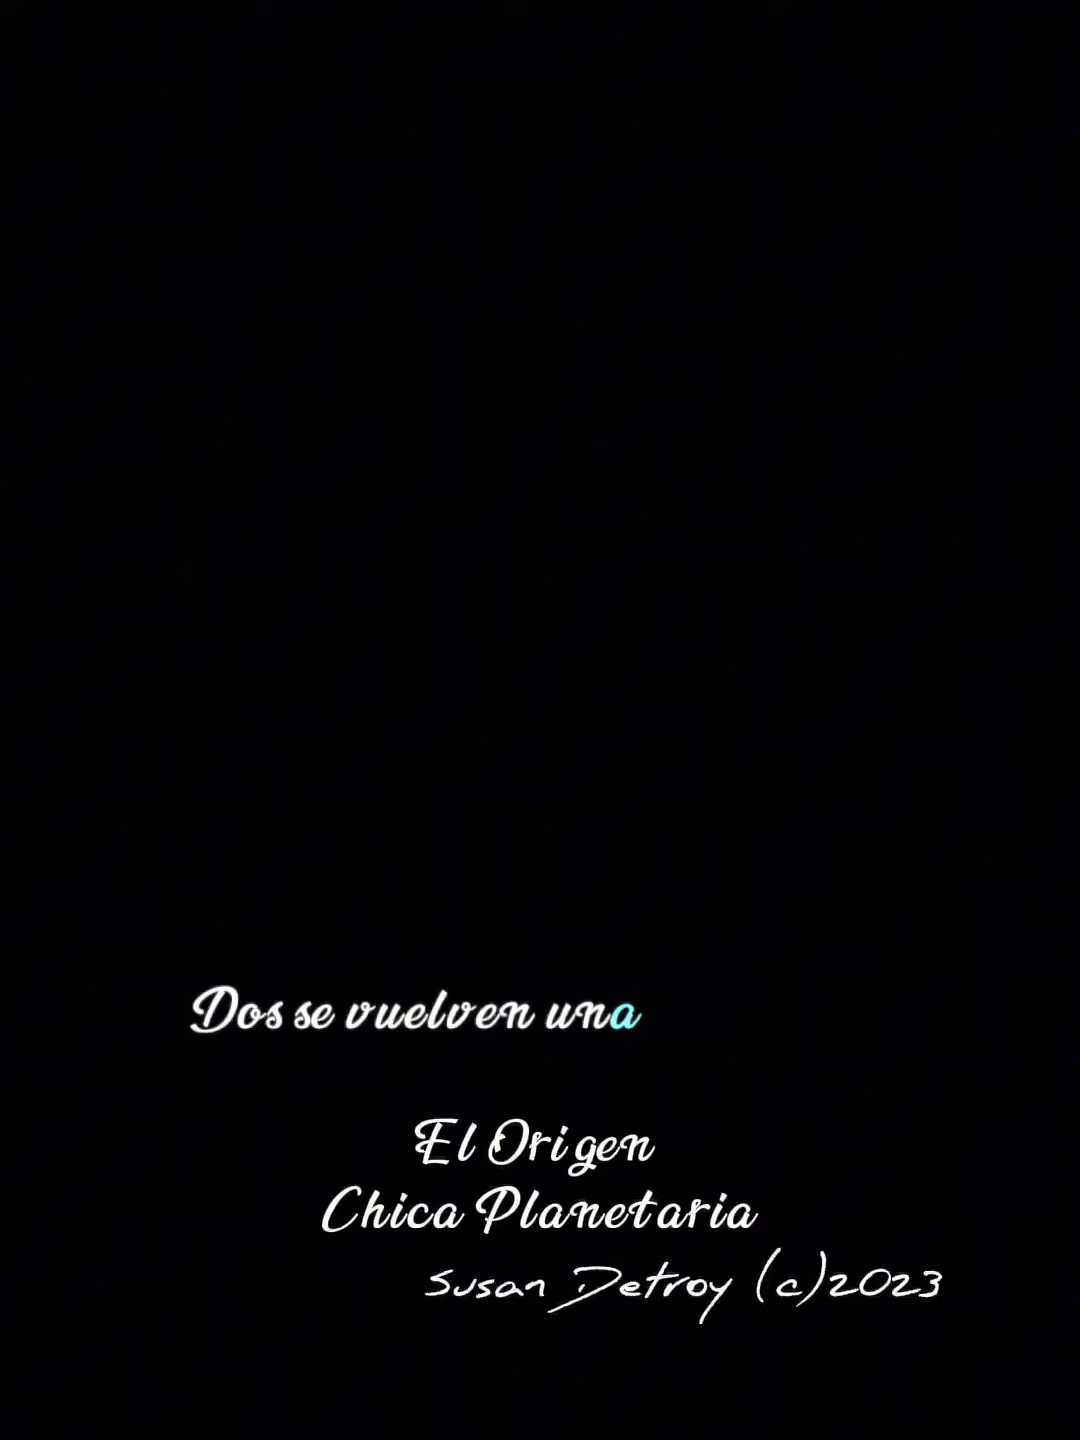 Dos se vuelven una
El Origen
Chica Planetaria
Susan Detroy (c)2023